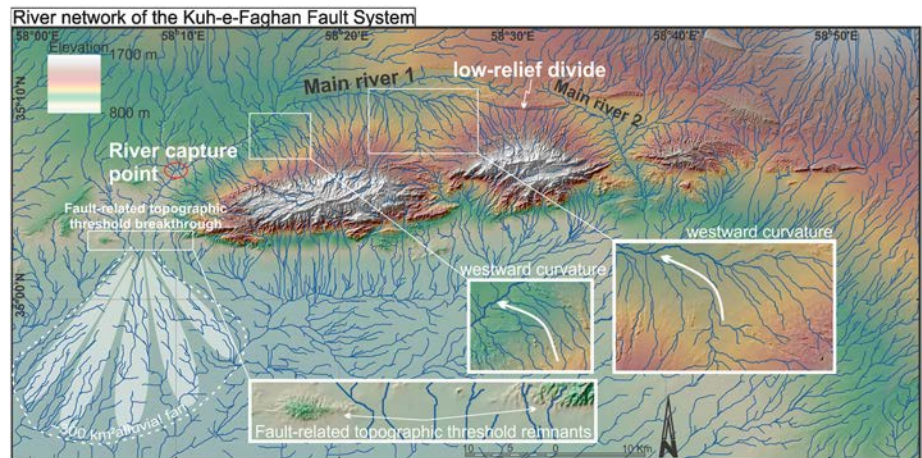 River network of the Kuh-e-Faghan Fault System
58°00'E
58°10'E
58°20'E
58°30'E
58°40'E
58°50'E
Elevation
1700 m
800 m
35°10'N
35°00'N
Main river 1
low-relief divide
Main river 2
River capture
point
Fault-related topographic
threshold breakthrough
westward curvature
westward curvature
~300 km² alluvial fan
Fault-related topographic threshold remnants
10 5 0 10 Km